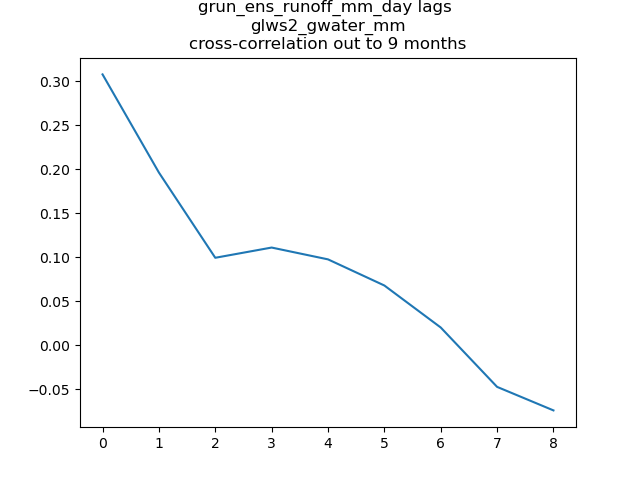 grun_ens_runoff_mm_day lags
glws2_gwater_mm
cross-correlation out to 9 months
0.30
0.25
0.20
0.15
0.10
0.05
0.00
−0.05
0 1 2 3 4 5 6 7 8